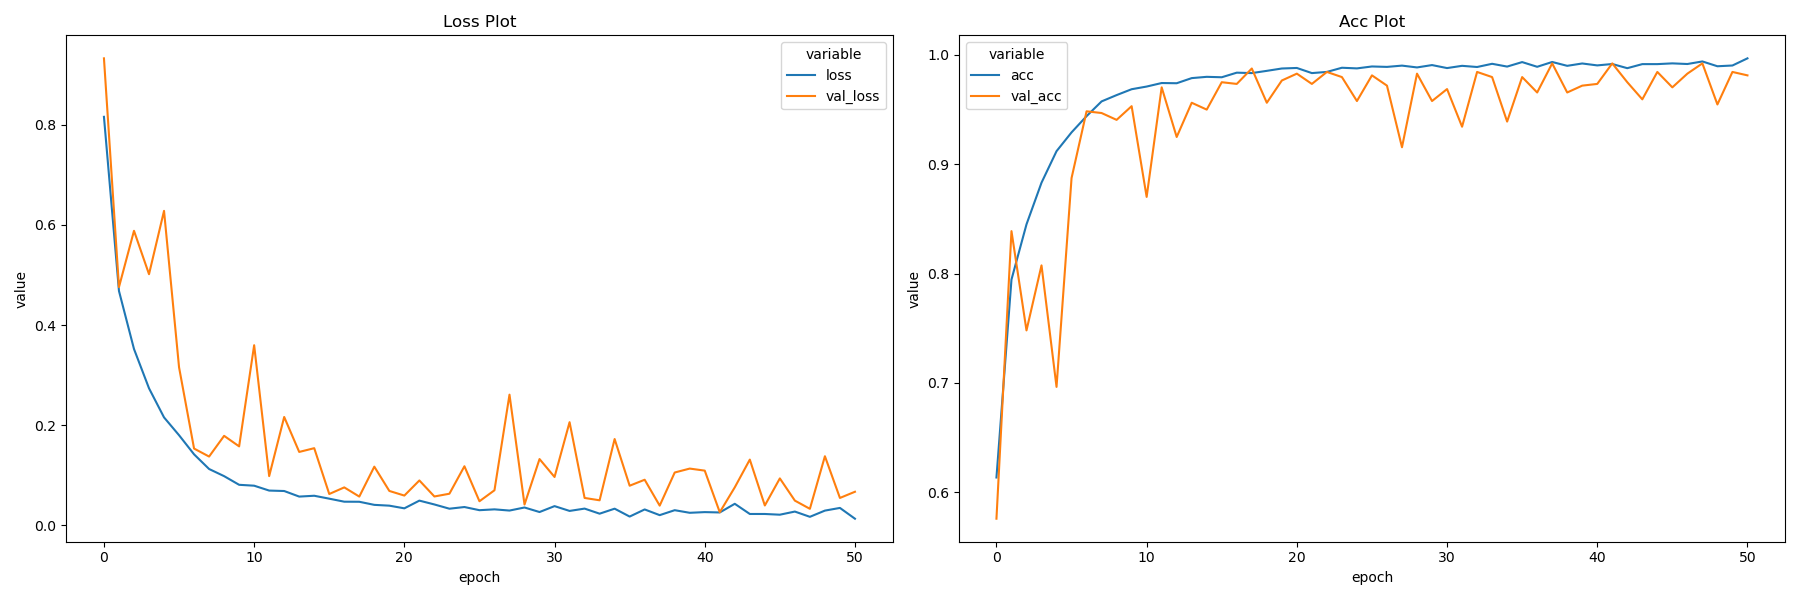 Loss Plot
variable
loss
val_loss
0.8
0.6
0.4
0.2
0.0
value
0 10 20 30 40 50
epoch
Acc Plot
variable
acc
val_acc
1.0
0.9
0.8
0.7
0.6
value
0 10 20 30 40 50
epoch